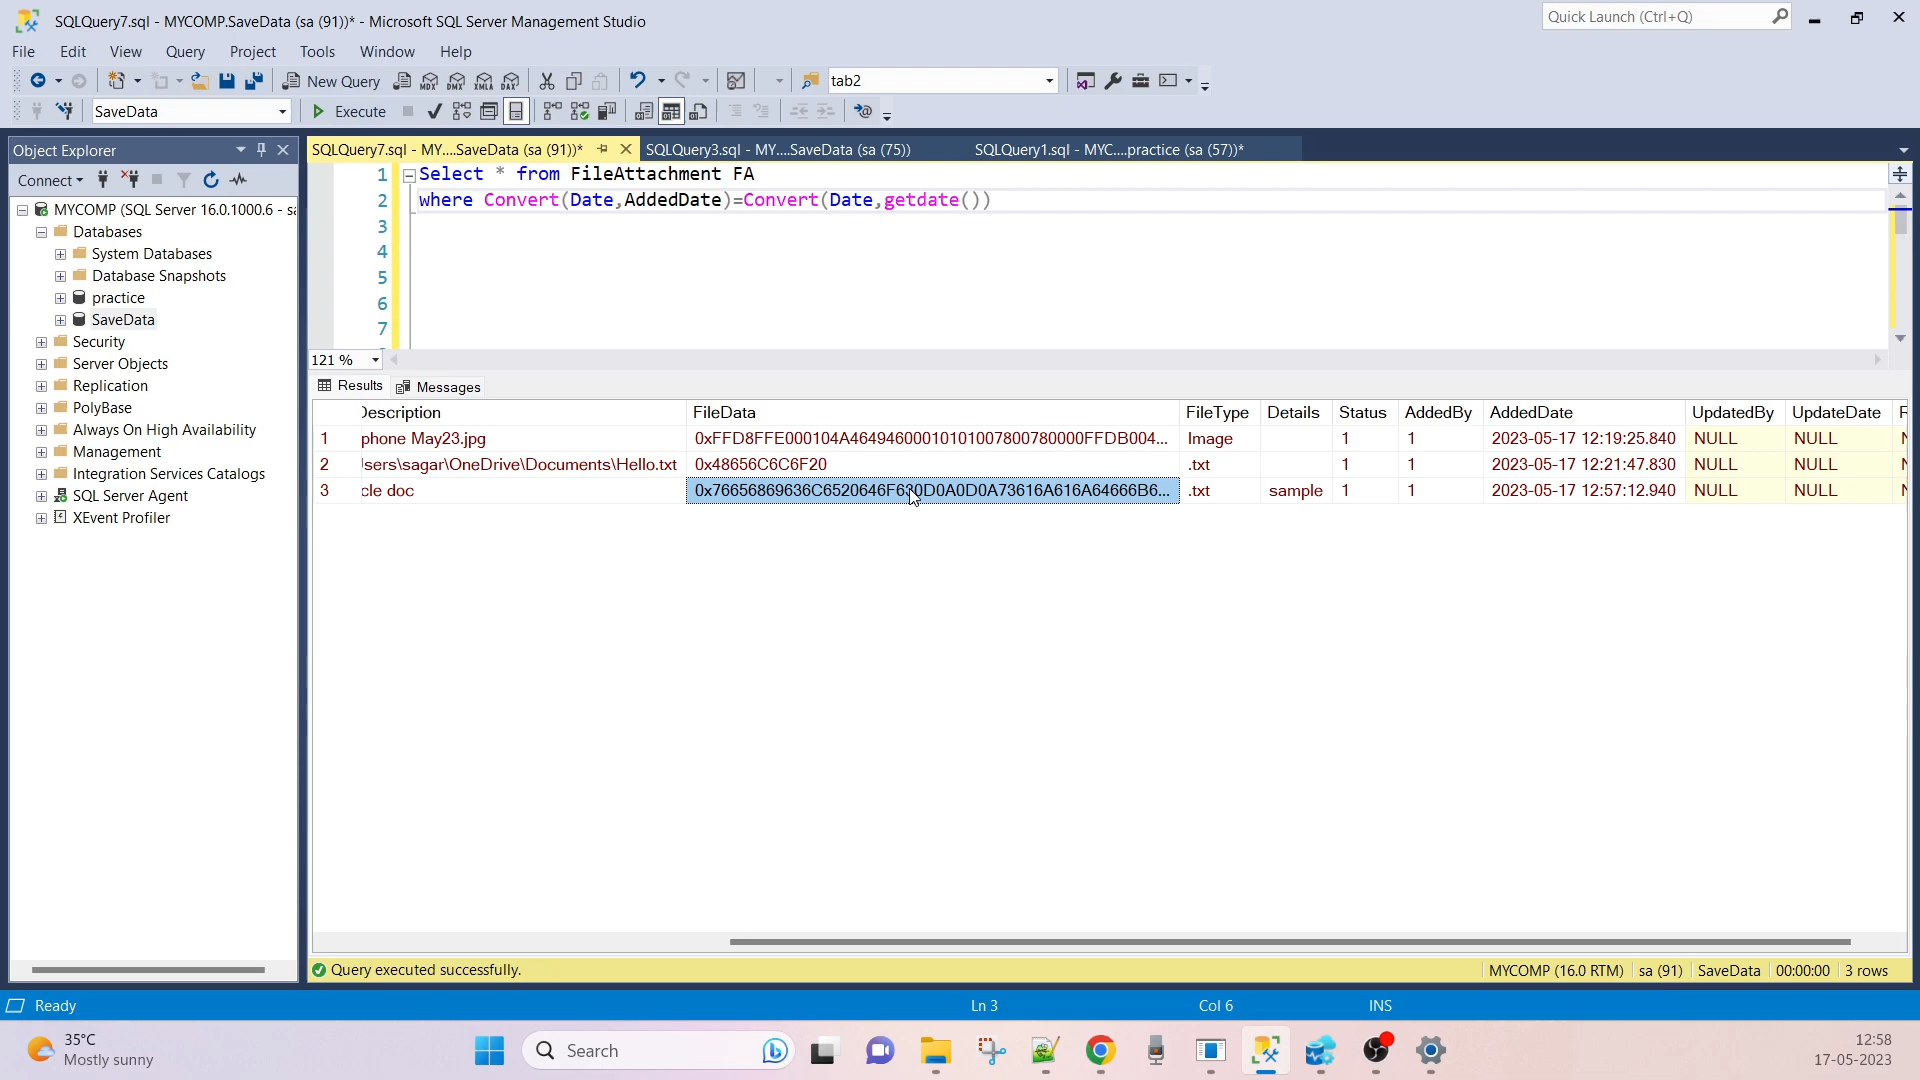 SQLQuery7.sql - MYCOMP.SaveData (sa (91))* - Microsoft SQL Server Management Studio
Quick Launch (Ctrl+Q)
File Edit View Query Project Tools Window Help
New Query MDX DMX XMLA DAX tab2
SaveData Execute
Object Explorer
SQLQuery7.sql - MY....SaveData (sa (91))* SQLQuery3.sql - MY....SaveData (sa (75)) SQLQuery1.sql - MYC....practice (sa (57))*
Connect
MYCOMP (SQL Server 16.0.1000.6 - sa
Databases
System Databases
Database Snapshots
practice
SaveData
Security
Server Objects
Replication
PolyBase
Always On High Availability
Management
Integration Services Catalogs
SQL Server Agent
XEvent Profiler
1 Select * from FileAttachment FA
2 where Convert(Date,AddedDate)=Convert(Date,getdate())
3
4
5
6
7
121 %
Results Messages
Description FileData FileType Details Status AddedBy AddedDate UpdatedBy UpdateDate
1 phone May23.jpg 0xFFD8FFE000104A46494600010101007800780000FFDB004... Image 1 1 2023-05-17 12:19:25.840 NULL NULL
2 Jsers\sagar\OneDrive\Documents\Hello.txt 0x48656C6C6F20 .txt 1 1 2023-05-17 12:21:47.830 NULL NULL
3 cle doc 0x76656869636C6520646F630D0A0D0A73616A616A64666B6... .txt sample 1 1 2023-05-17 12:57:12.940 NULL NULL
Query executed successfully. MYCOMP (16.0 RTM) sa (91) SaveData 00:00:00 3 rows
Ready Ln 3 Col 6 INS
35°C
Mostly sunny
Search
12:58
17-05-2023